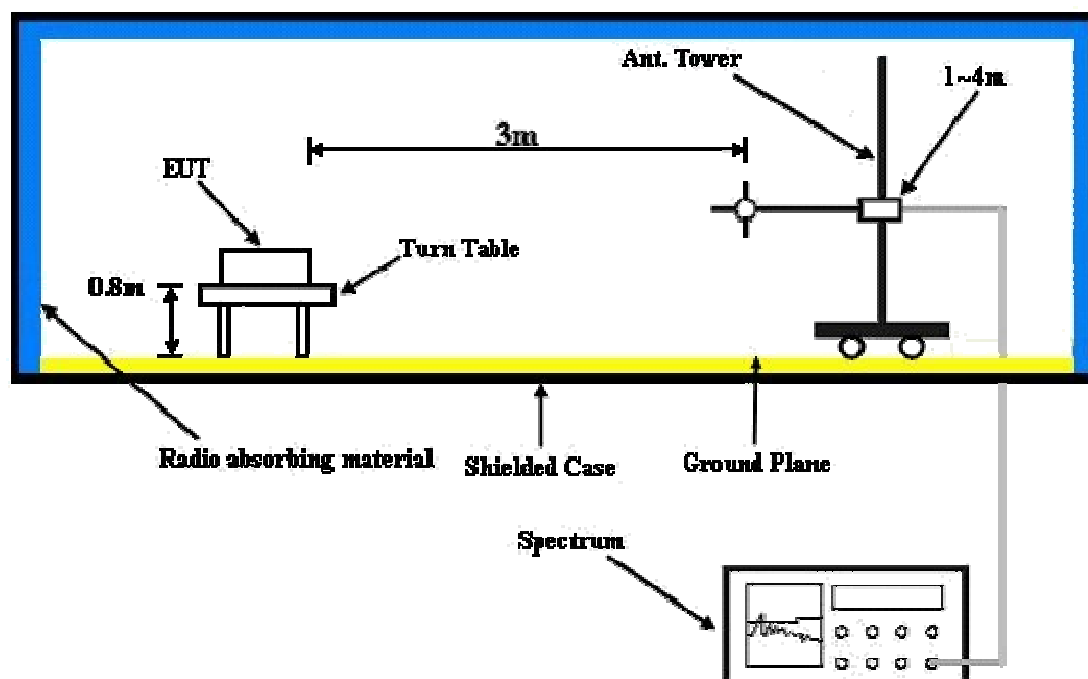 Ant. Tower
1~4m
3m
EUT
Turn Table
0.8m
Radio absorbing material
Shielded Case
Ground Plane
Spectrum